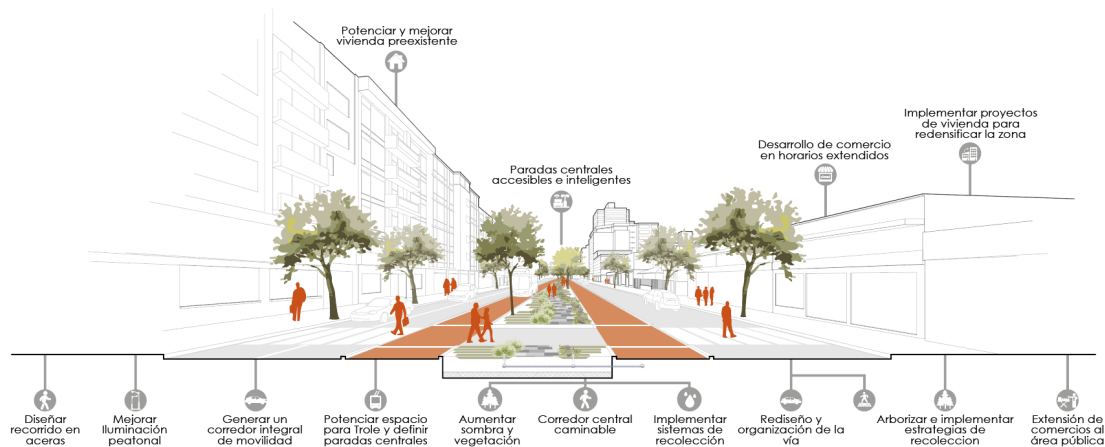 Potenciar y mejorar
vivienda preexistente
Paradas centrales
accesibles e inteligentes
Desarrollo de comercio
en horarios extendidos
Implementar proyectos
de vivienda para
redensificar la zona
Diseñar
recorrido en
aceras
Mejorar
Iluminación
peatonal
Generar un
corredor integral
de movilidad
Potenciar espacio
para Trole y definir
paradas centrales
Aumentar
sombra y
vegetación
Corredor central
caminable
Implementar
sistemas de
recolección
Rediseño y
organización de la
vía
Arborizar e implementar
estrategias de
recoleccion
Extensión de
comercios al
área pública